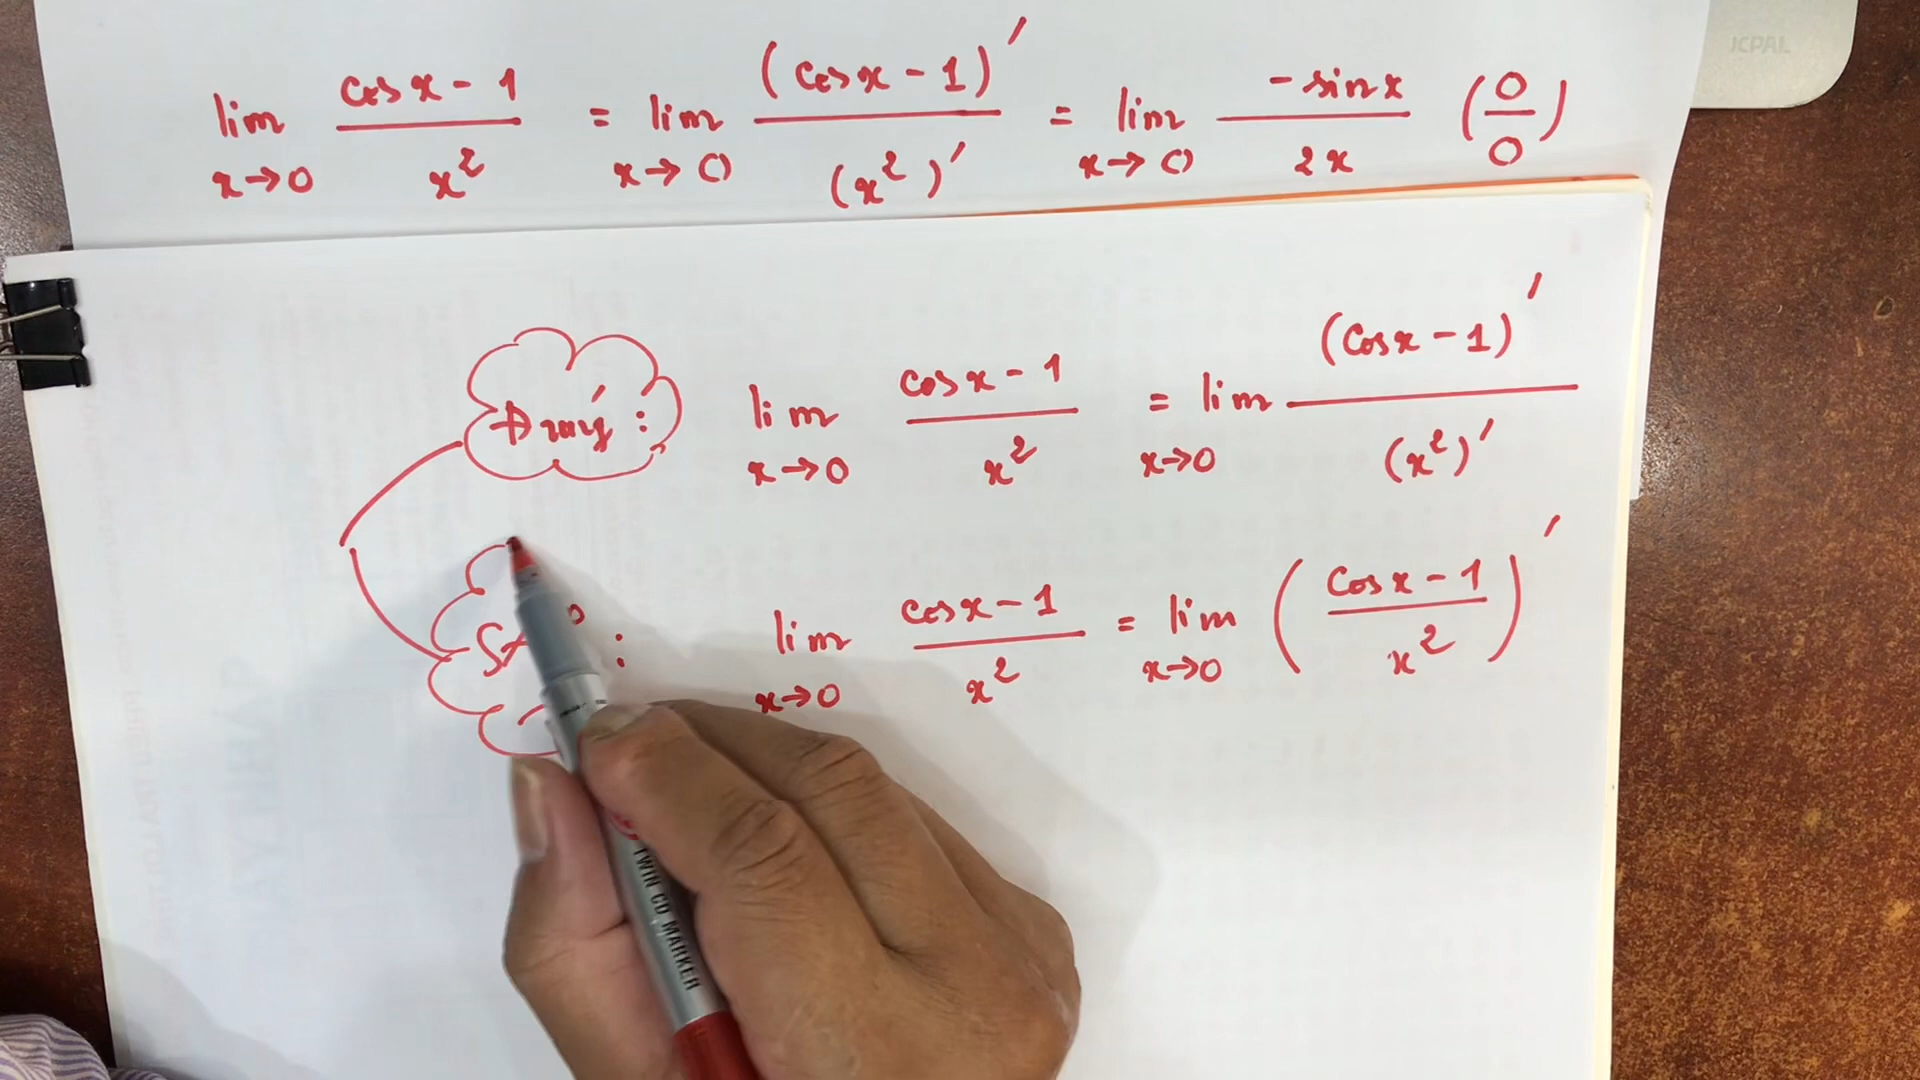 lim x→0 (cos x - 1)/x² = lim x→0 (cos x - 1)'/(x²)' = lim x→0 (-sin x)/(2x) (0/0)
Đúng: lim x→0 (cos x - 1)/x² = lim x→0 (cos x - 1)'/(x²)'
: lim x→0 (cos x - 1)/x² = lim x→0 ((cos x - 1)/x²)'
TWIN CD MARKER